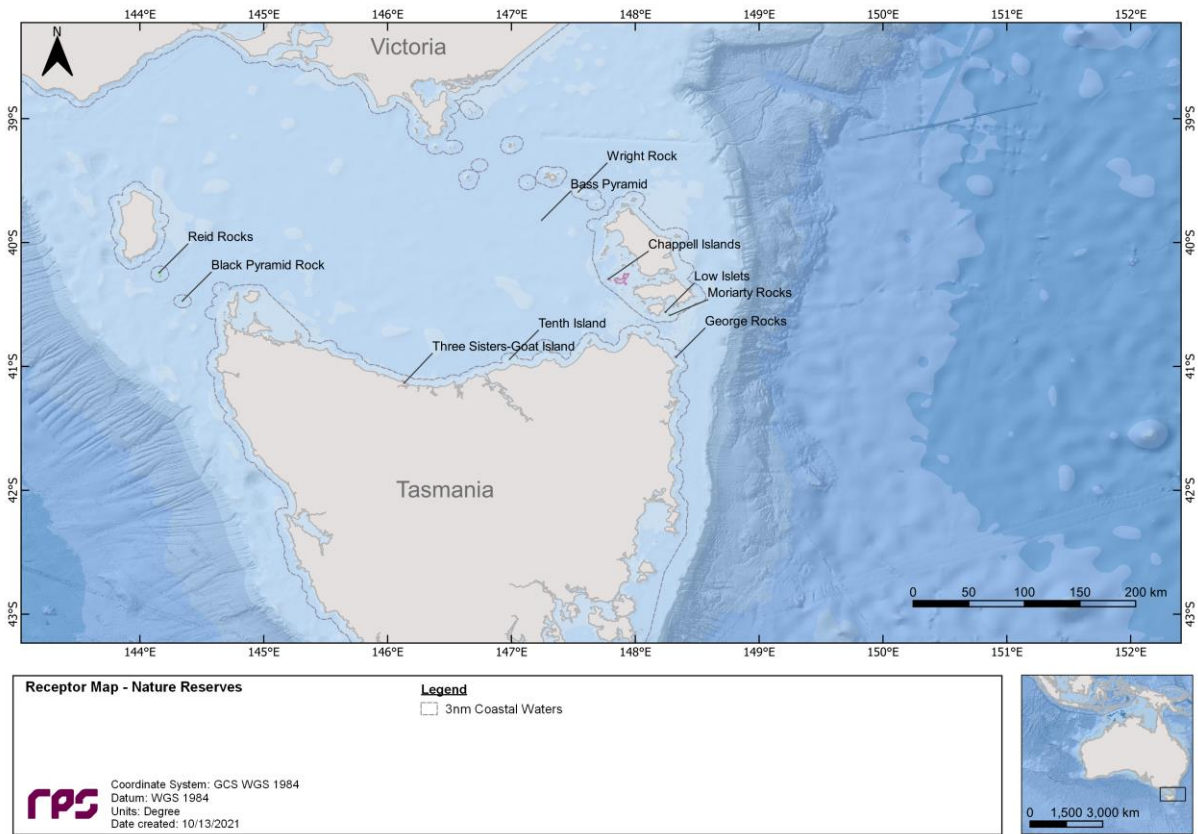 144°E 145°E 146°E 147°E 148°E 149°E 150°E 151°E 152°E
N
Victoria
39°S 39°S
Wright Rock
Bass Pyramid
40°S 40°S
Reid Rocks
Chappell Islands
Black Pyramid Rock
Low Islets
Moriarty Rocks
Tenth Island
George Rocks
Three Sisters-Goat Island
41°S 41°S
Tasmania
42°S 42°S
0 50 100 150 200 km
43°S 43°S
144°E 145°E 146°E 147°E 148°E 149°E 150°E 151°E 152°E
Receptor Map - Nature Reserves
Legend
3nm Coastal Waters
rps
Coordinate System: GCS WGS 1984
Datum: WGS 1984
Units: Degree
Date created: 10/13/2021
0 1,500 3,000 km